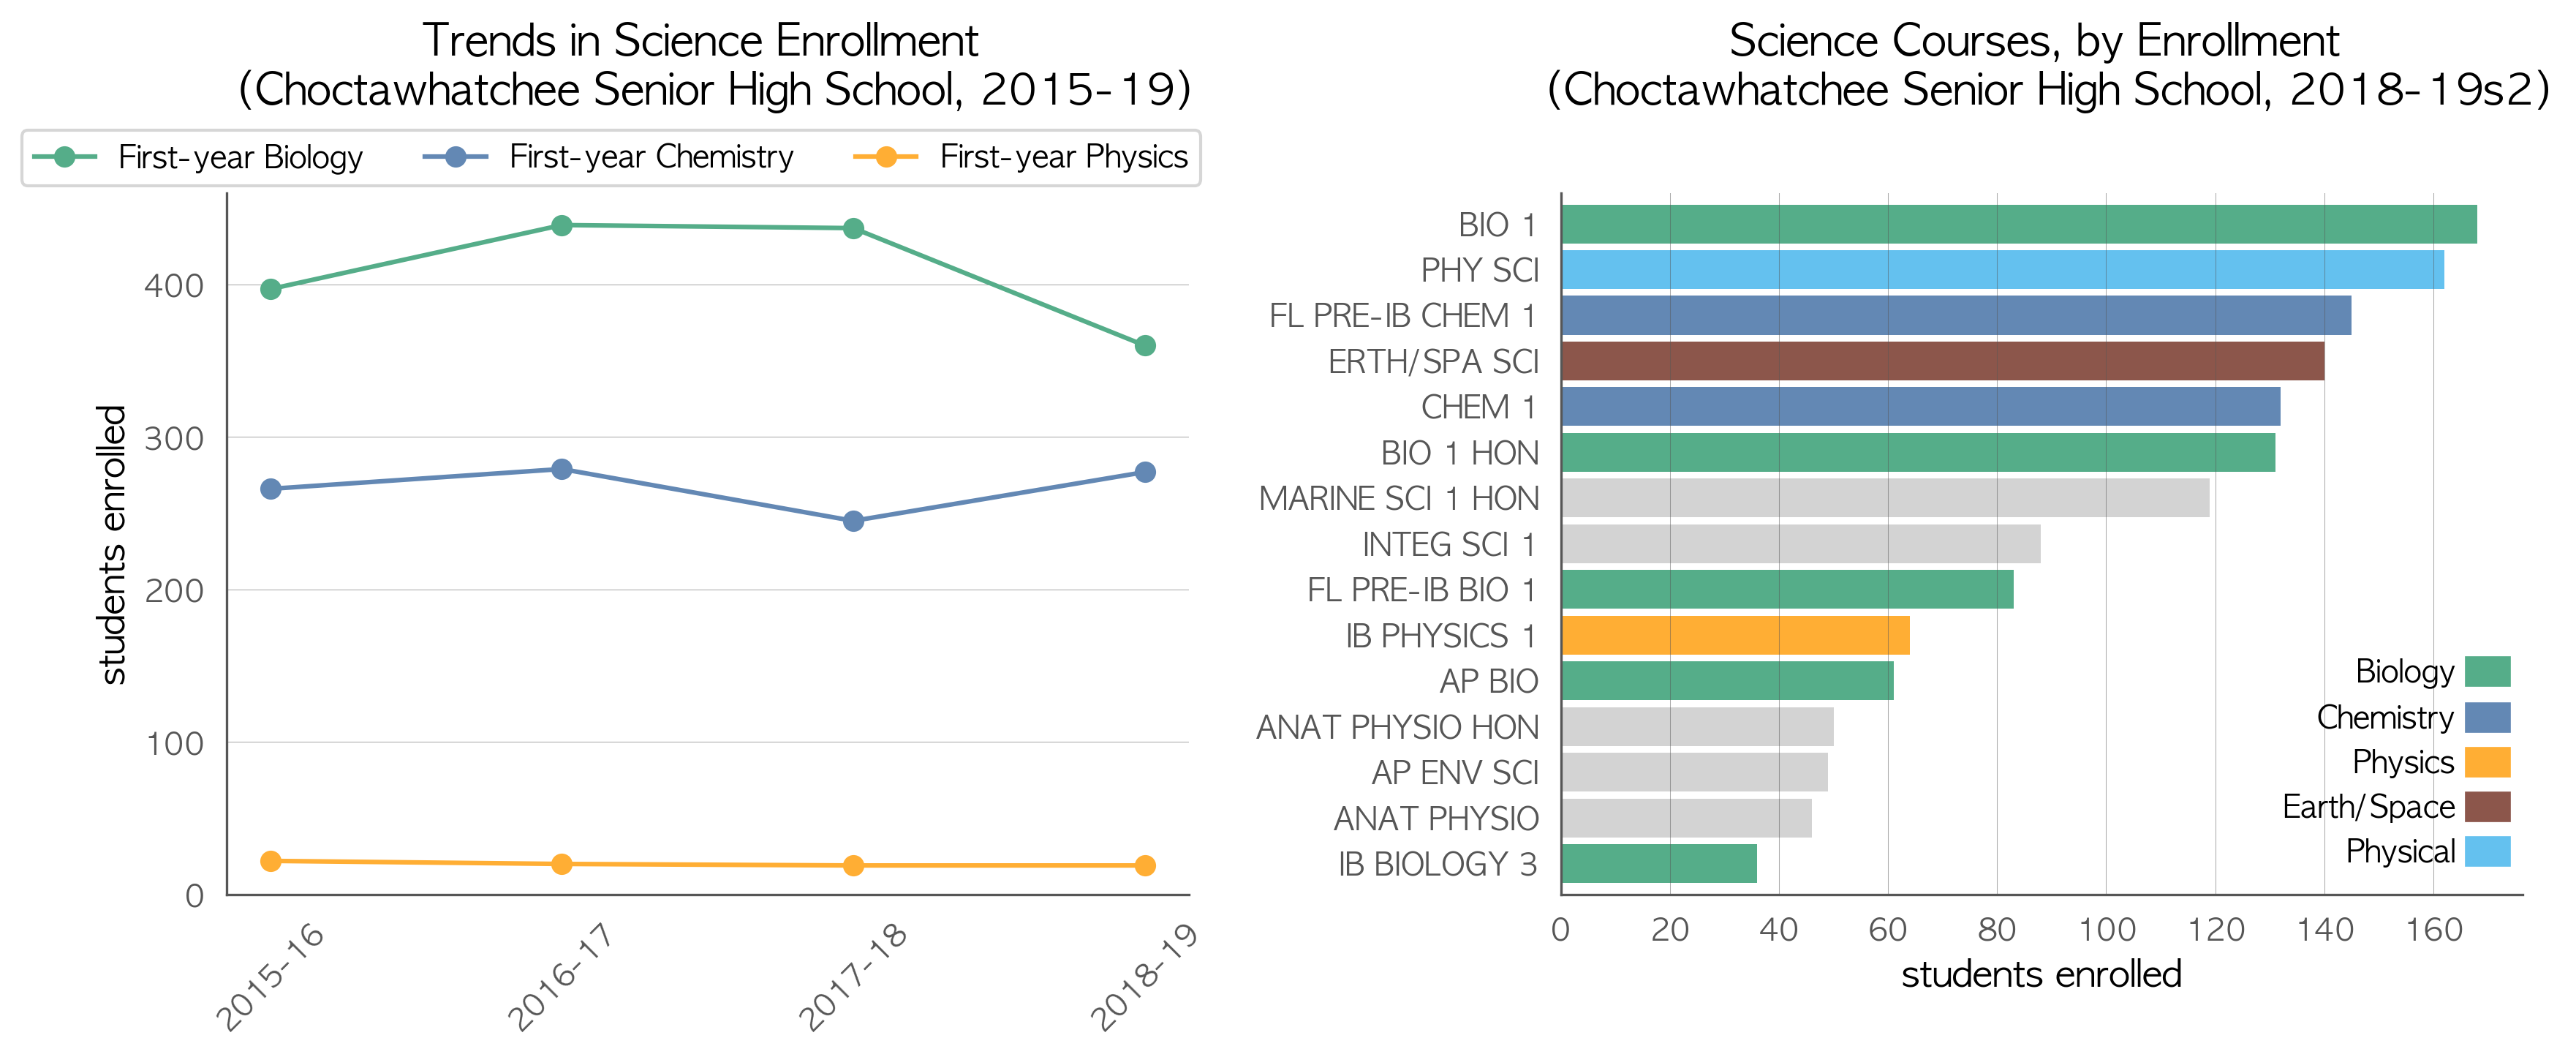 Trends in Science Enrollment
(Choctawhatchee Senior High School, 2015-19)
First-year Biology
First-year Chemistry
First-year Physics
400
300
200
100
0
students enrolled
2015-16
2016-17
2017-18
2018-19
Science Courses, by Enrollment
(Choctawhatchee Senior High School, 2018-19s2)
BIO 1
PHY SCI
FL PRE-IB CHEM 1
ERTH/SPA SCI
CHEM 1
BIO 1 HON
MARINE SCI 1 HON
INTEG SCI 1
FL PRE-IB BIO 1
IB PHYSICS 1
AP BIO
ANAT PHYSIO HON
AP ENV SCI
ANAT PHYSIO
IB BIOLOGY 3
Biology
Chemistry
Physics
Earth/Space
Physical
0 20 40 60 80 100 120 140 160
students enrolled